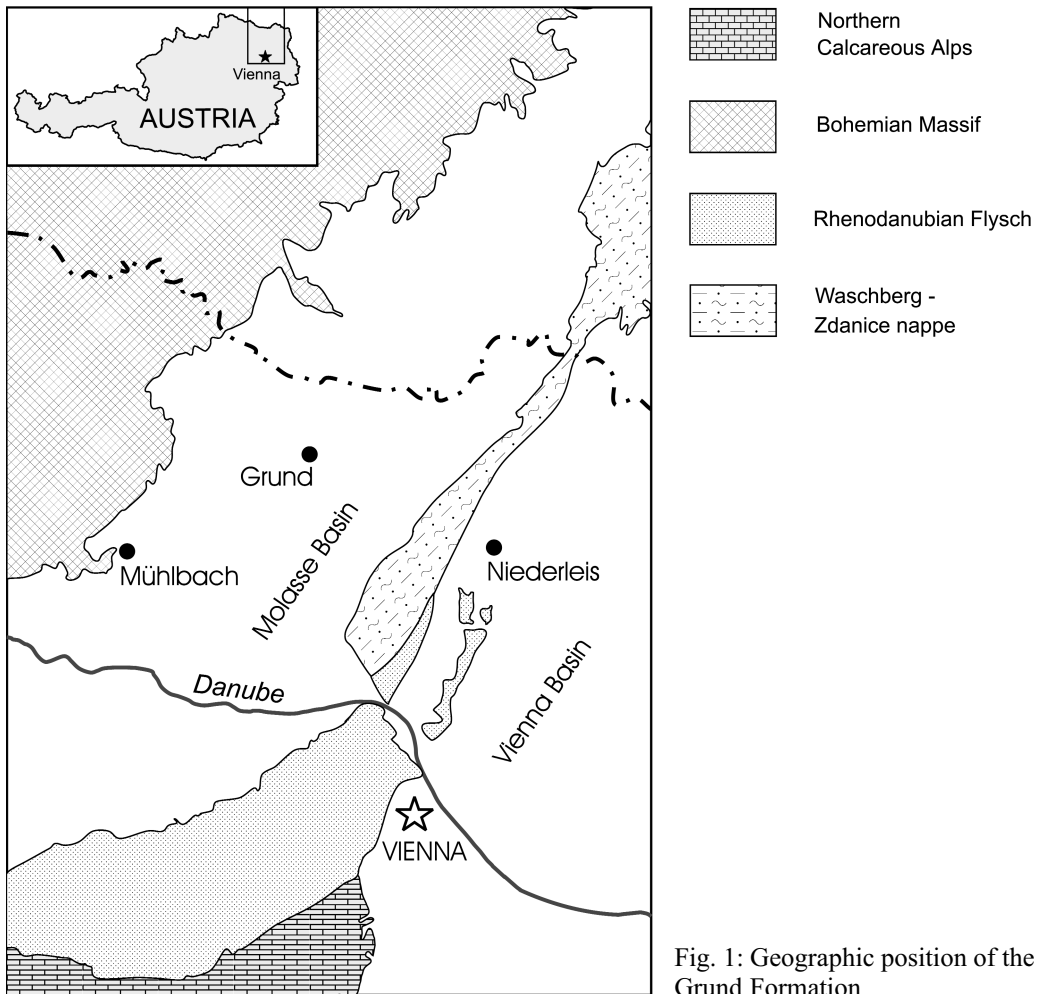 Vienna
AUSTRIA
Grund
Mühlbach
Molasse Basin
Niederleis
Danube
Vienna Basin
VIENNA
Northern
Calcareous Alps
Bohemian Massif
Rhenodanubian Flysch
Waschberg -
Zdanice nappe
Fig. 1: Geographic position of the
Grund Formation